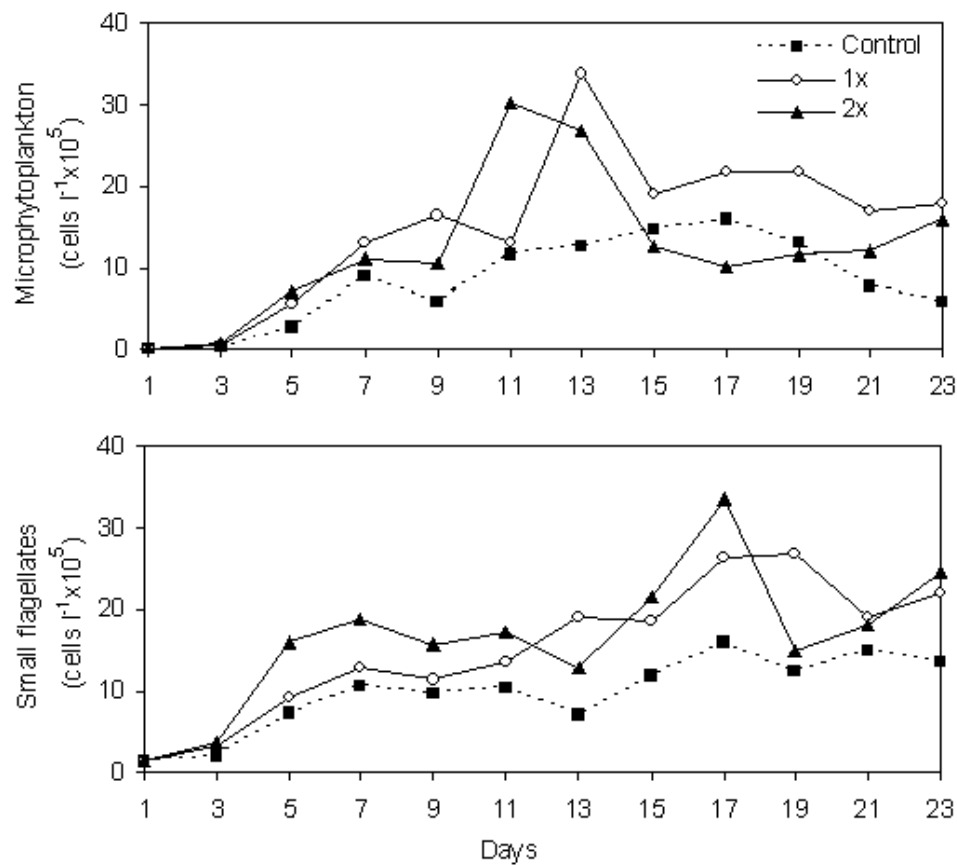 40
30
20
10
0
Microphytoplankton
(cells l⁻¹x10⁵)
Control
1x
2x
1 3 5 7 9 11 13 15 17 19 21 23
40
30
20
10
0
Small flagellates
(cells l⁻¹x10⁵)
1 3 5 7 9 11 13 15 17 19 21 23
Days